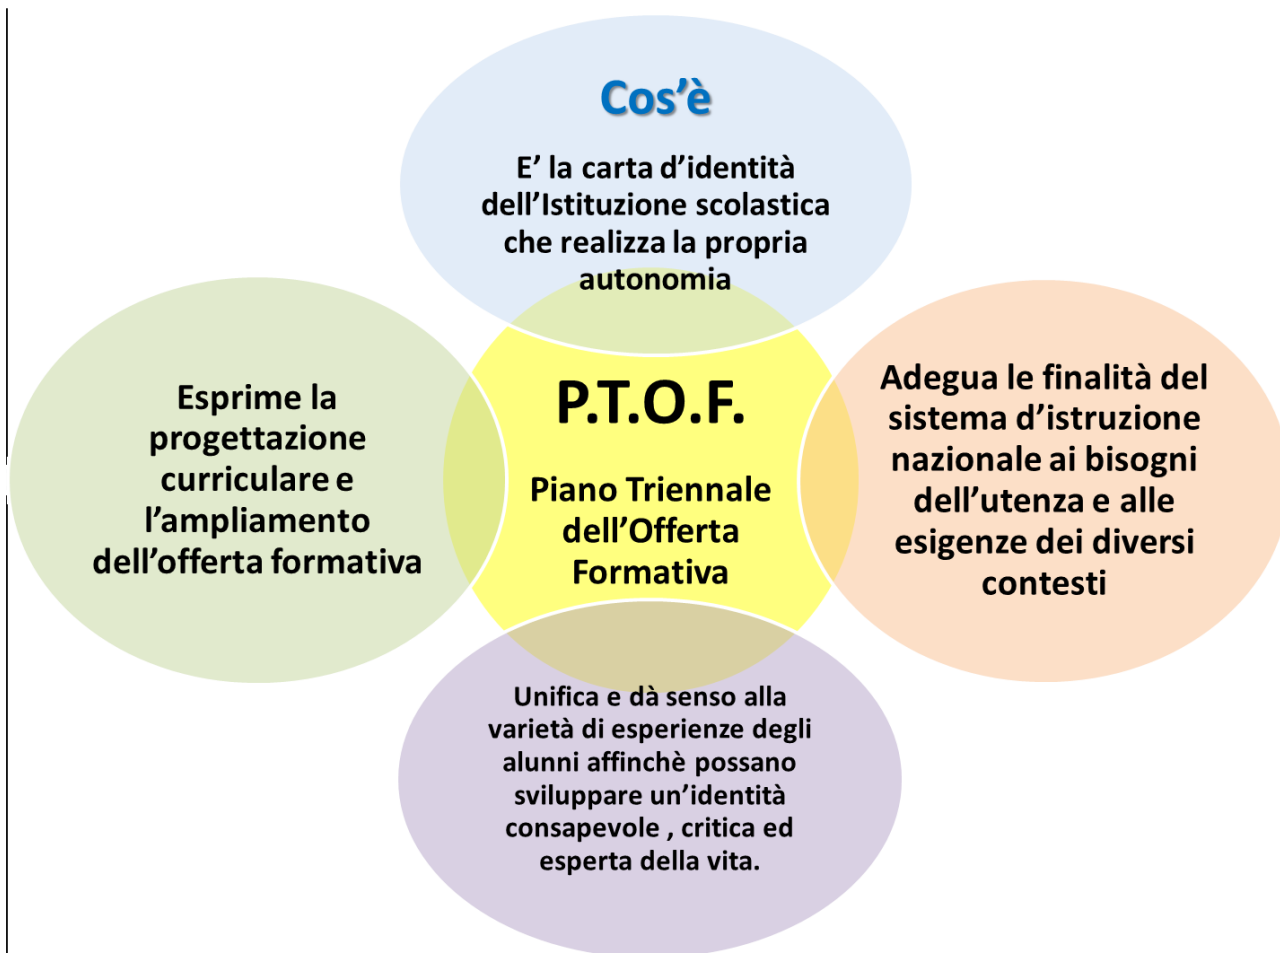 Cos’è
E’ la carta d’identità
dell’Istituzione scolastica
che realizza la propria
autonomia
Esprime la
progettazione
curriculare e
l’ampliamento
dell’offerta formativa
P.T.O.F.
Piano Triennale
dell’Offerta
Formativa
Adegua le finalità del
sistema d’istruzione
nazionale ai bisogni
dell’utenza e alle
esigenze dei diversi
contesti
Unifica e dà senso alla
varietà di esperienze degli
alunni affinchè possano
sviluppare un’identità
consapevole , critica ed
esperta della vita.